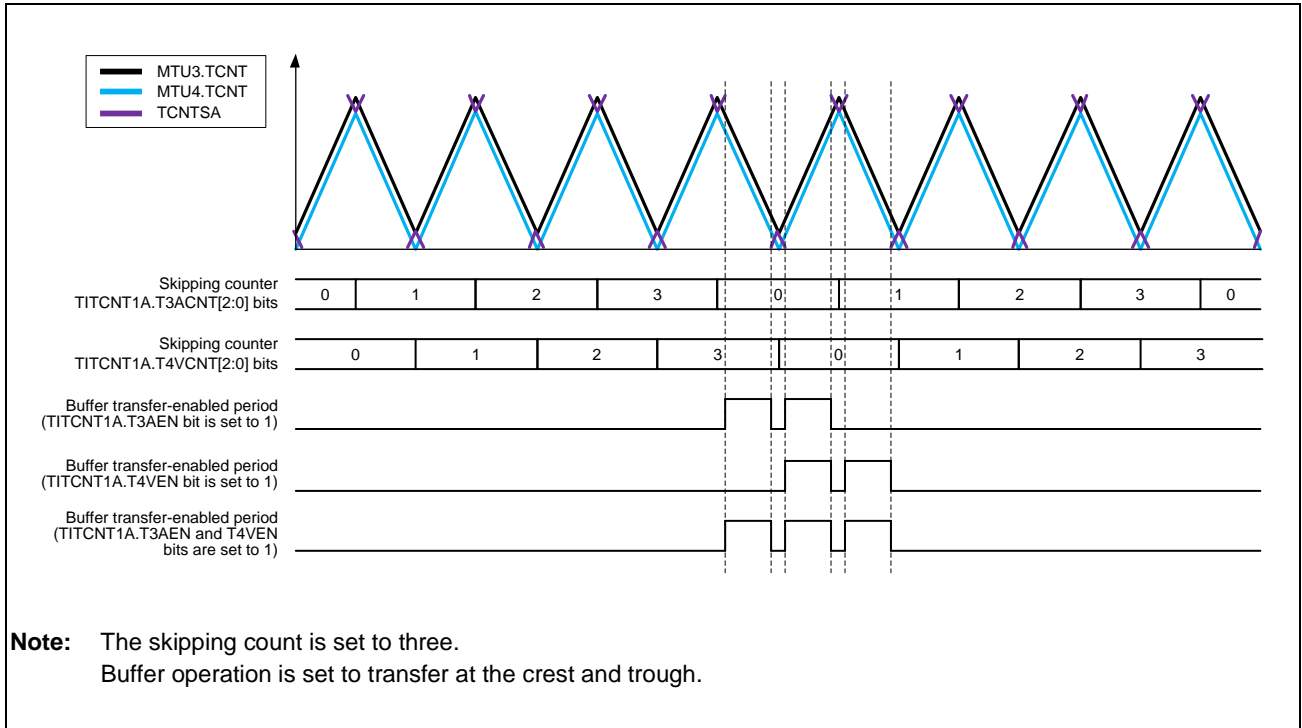 MTU3.TCNT
MTU4.TCNT
TCNTSA
Skipping counter
TITCNT1A.T3ACNT[2:0] bits
0 1 2 3 0 1 2 3 0
Skipping counter
TITCNT1A.T4VCNT[2:0] bits
0 1 2 3 0 1 2 3
Buffer transfer-enabled period
(TITCNT1A.T3AEN bit is set to 1)
Buffer transfer-enabled period
(TITCNT1A.T4VEN bit is set to 1)
Buffer transfer-enabled period
(TITCNT1A.T3AEN and T4VEN
bits are set to 1)
Note: The skipping count is set to three.
Buffer operation is set to transfer at the crest and trough.